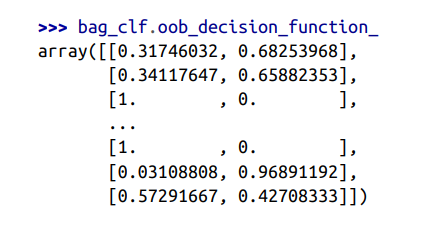 >>> bag_clf.oob_decision_function_
array([[0.31746032, 0.68253968],
       [0.34117647, 0.65882353],
       [1.        , 0.        ],
       ...
       [1.        , 0.        ],
       [0.03108808, 0.96891192],
       [0.57291667, 0.42708333]])